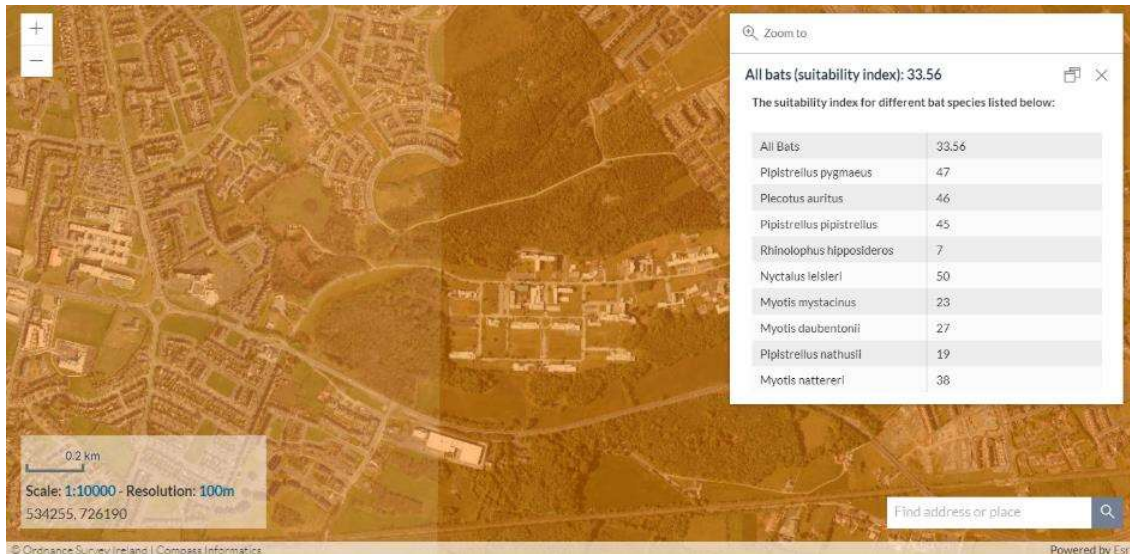 +
−
Zoom to
All bats (suitability index): 33.56
The suitability index for different bat species listed below:
All Bats 33.56
Pipistrellus pygmaeus 47
Plecotus auritus 46
Pipistrellus pipistrellus 45
Rhinolophus hipposideros 7
Nyctalus leisleri 50
Myotis mystacinus 23
Myotis daubentonii 27
Pipistrellus nathusii 19
Myotis nattereri 38
0.2 km
Scale: 1:10000 - Resolution: 100m
534255, 726190
Find address or place
© Ordnance Survey Ireland | Compass Informatics
Powered by Esri